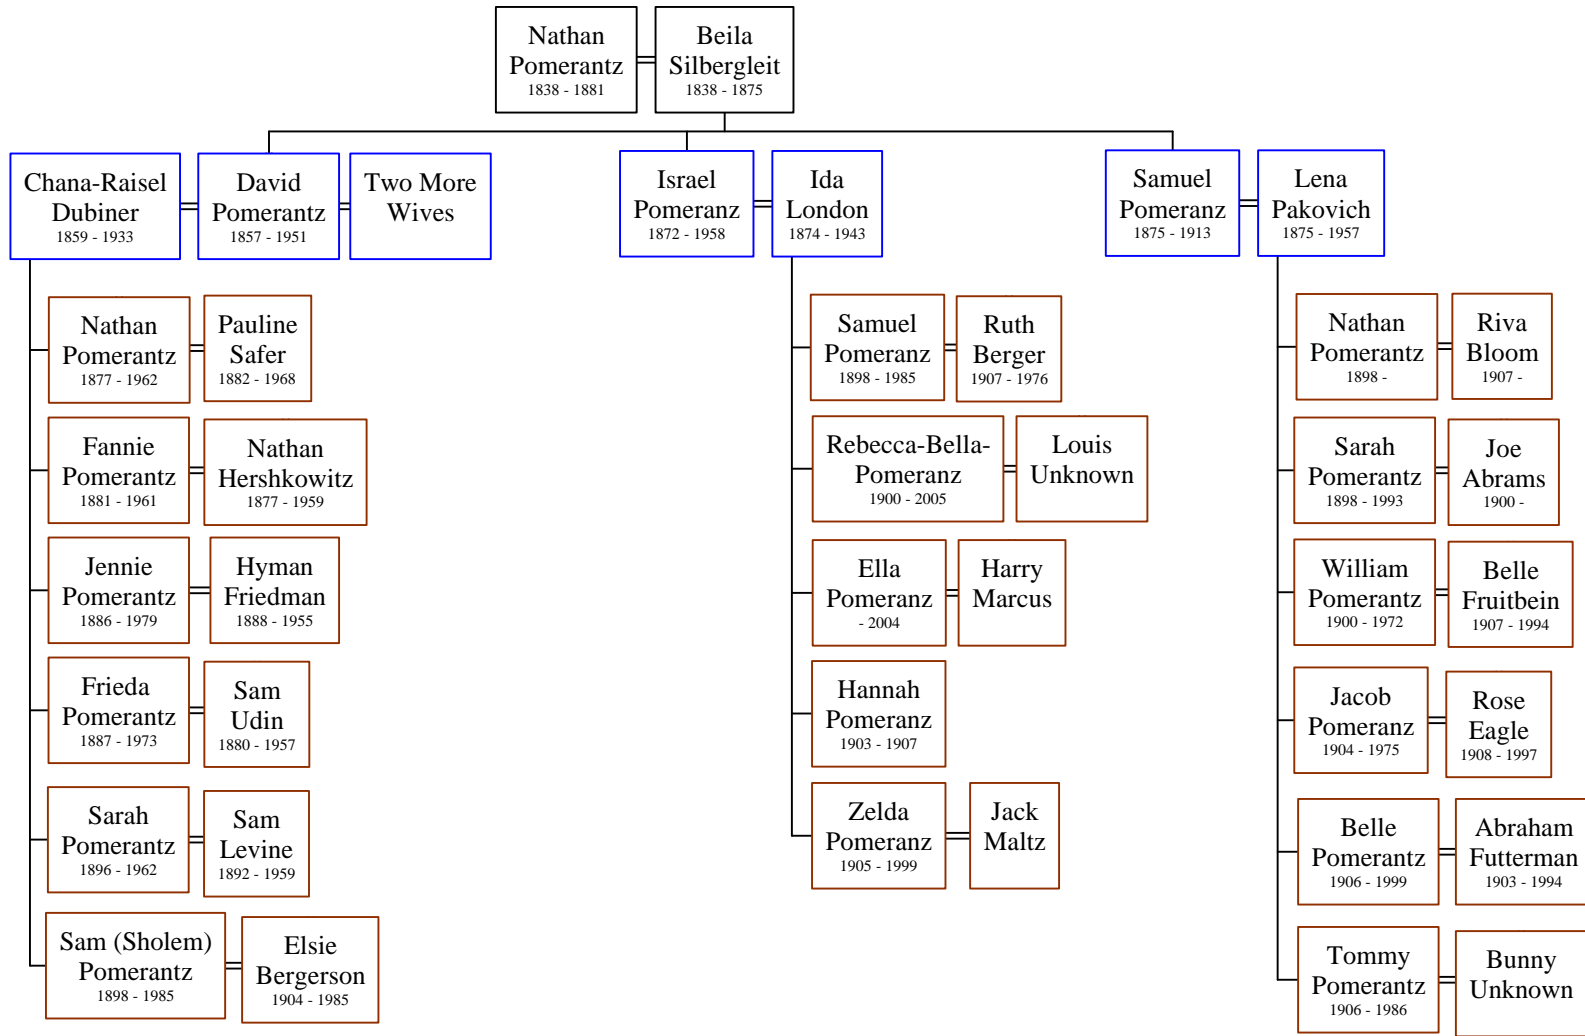 Nathan
Pomerantz
1838 - 1881
Beila
Silbergleit
1838 - 1875
Chana-Raisel
Dubiner
1859 - 1933
David
Pomerantz
1857 - 1951
Two More
Wives
Israel
Pomeranz
1872 - 1958
Ida
London
1874 - 1943
Samuel
Pomeranz
1875 - 1913
Lena
Pakovich
1875 - 1957
Nathan
Pomerantz
1877 - 1962
Pauline
Safer
1882 - 1968
Fannie
Pomerantz
1881 - 1961
Nathan
Hershkowitz
1877 - 1959
Jennie
Pomerantz
1886 - 1979
Hyman
Friedman
1888 - 1955
Frieda
Pomerantz
1887 - 1973
Sam
Udin
1880 - 1957
Sarah
Pomerantz
1896 - 1962
Sam
Levine
1892 - 1959
Sam (Sholem)
Pomerantz
1898 - 1985
Elsie
Bergerson
1904 - 1985
Samuel
Pomeranz
1898 - 1985
Ruth
Berger
1907 - 1976
Rebecca-Bella-
Pomeranz
1900 - 2005
Louis
Unknown
Ella
Pomeranz
- 2004
Harry
Marcus
Hannah
Pomeranz
1903 - 1907
Zelda
Pomeranz
1905 - 1999
Jack
Maltz
Nathan
Pomerantz
1898 -
Riva
Bloom
1907 -
Sarah
Pomerantz
1898 - 1993
Joe
Abrams
1900 -
William
Pomerantz
1900 - 1972
Belle
Fruitbein
1907 - 1994
Jacob
Pomeranz
1904 - 1975
Rose
Eagle
1908 - 1997
Belle
Pomerantz
1906 - 1999
Abraham
Futterman
1903 - 1994
Tommy
Pomerantz
1906 - 1986
Bunny
Unknown